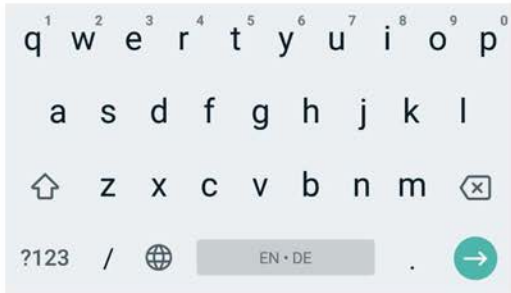 q 1 w 2 e 3 r 4 t 5 y 6 u 7 i 8 o 9 p 0
a s d f g h j k l
z x c v b n m
?123 / EN • DE .